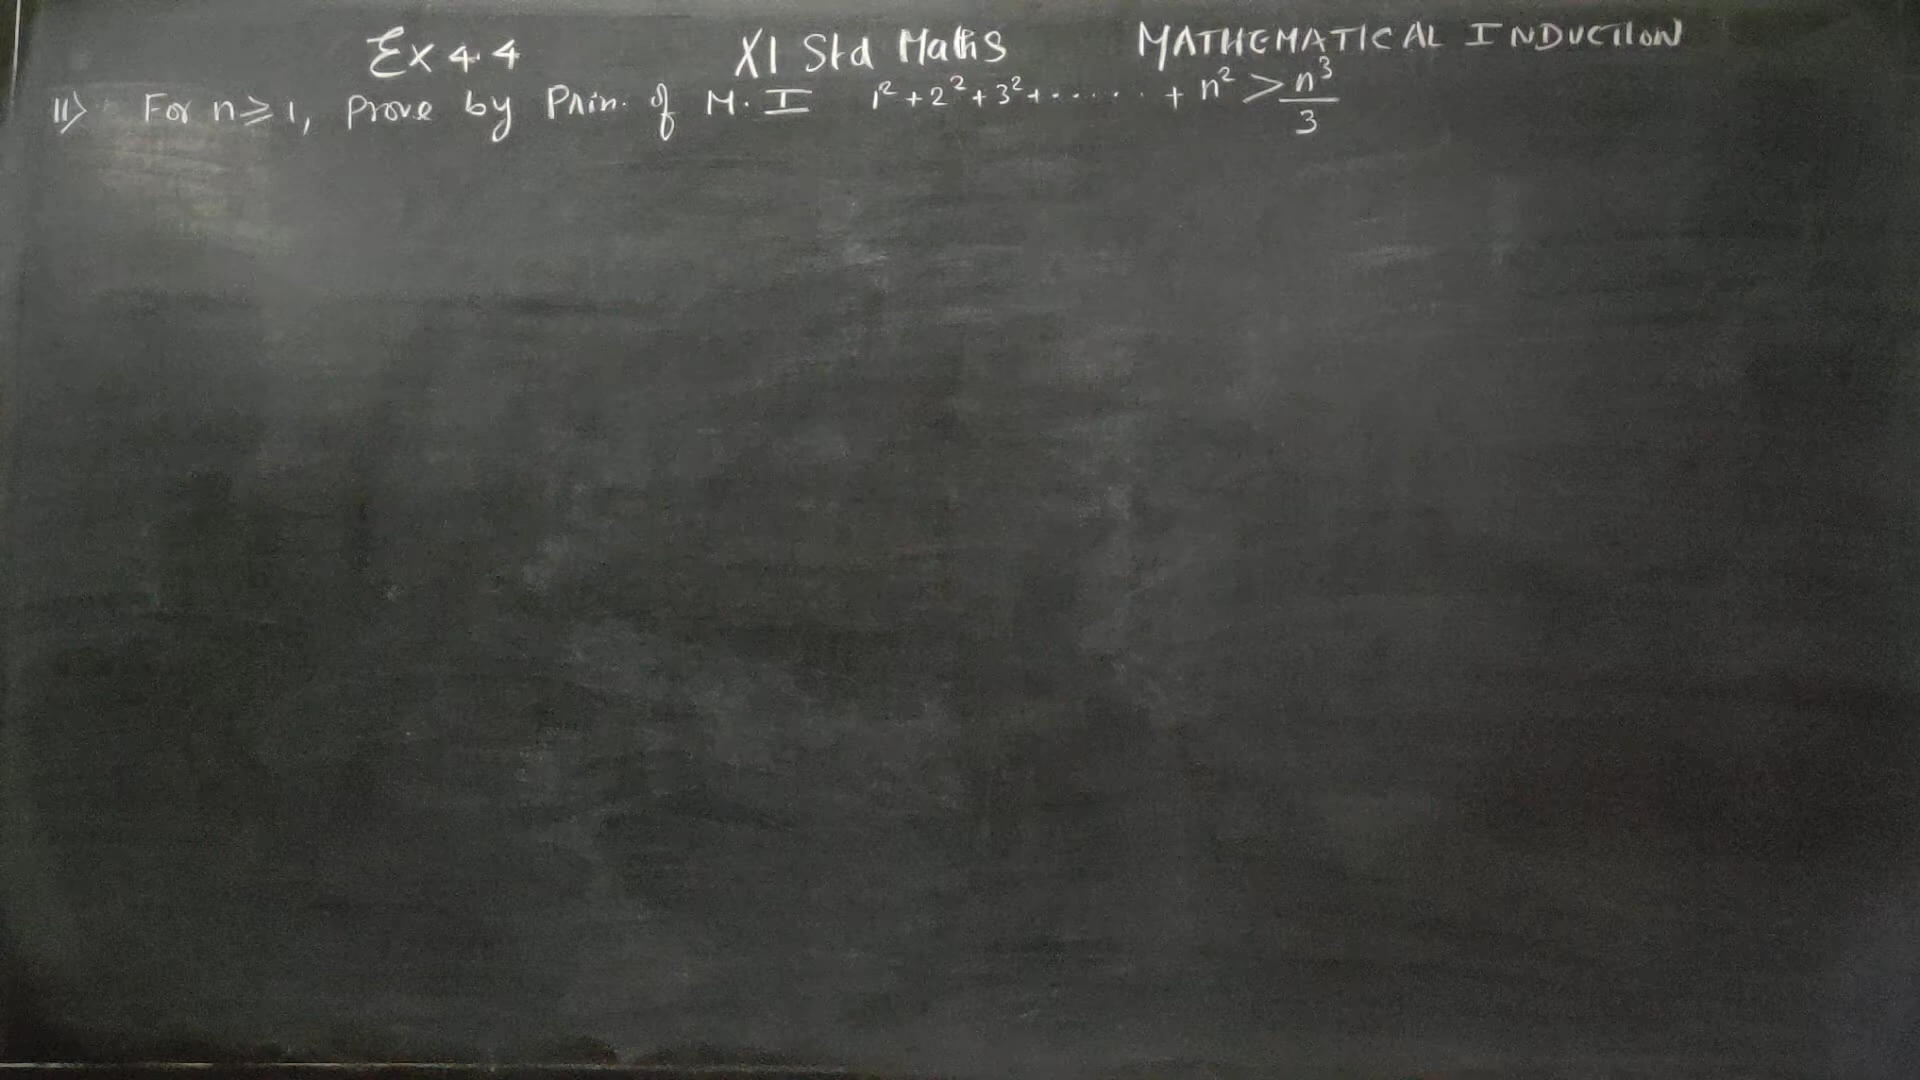 Ex 4.4 XI Std Maths MATHEMATICAL INDUCTION
11) For n ≥ 1, Prove by Prin. of M.I 1² + 2² + 3² + ...... + n² > n³/3